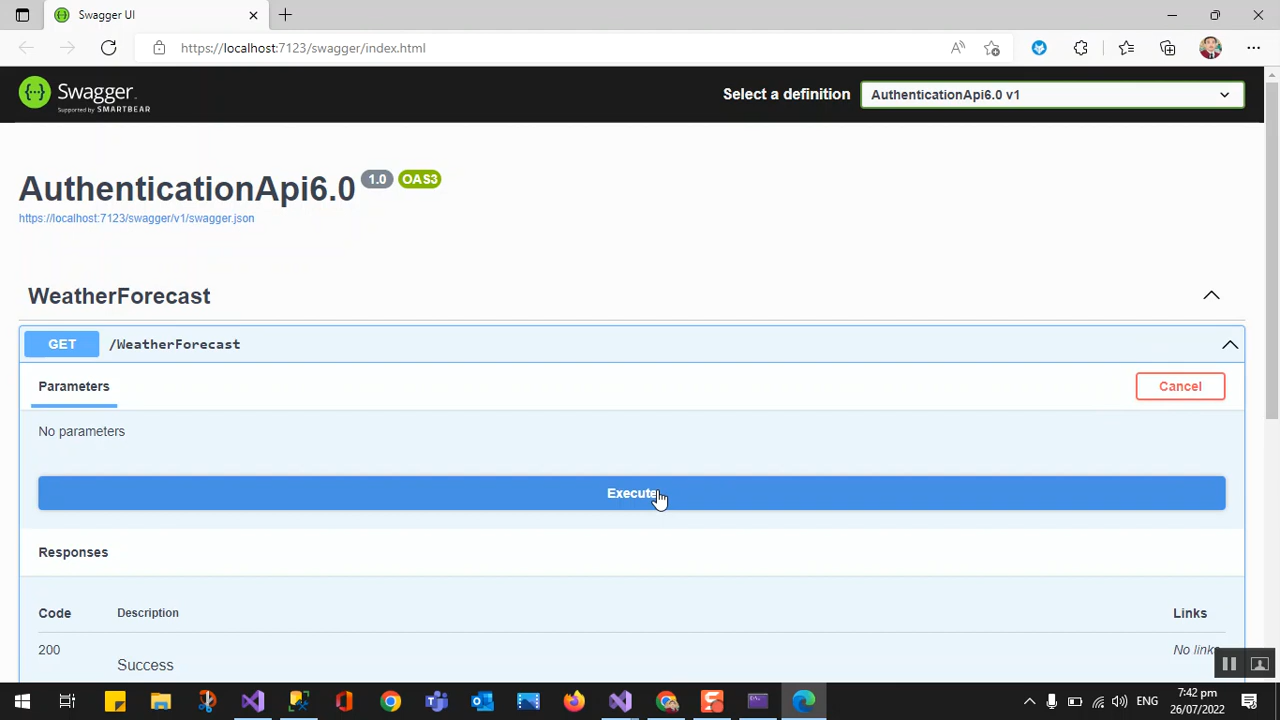 Swagger UI
https://localhost:7123/swagger/index.html
Swagger.
Supported by SMARTBEAR
Select a definition
AuthenticationApi6.0 v1
AuthenticationApi6.0 1.0 OAS3
https://localhost:7123/swagger/v1/swagger.json
WeatherForecast
GET /WeatherForecast
Parameters
Cancel
No parameters
Execute
Responses
Code Description Links
200 No links
Success
ENG
7:42 pm
26/07/2022